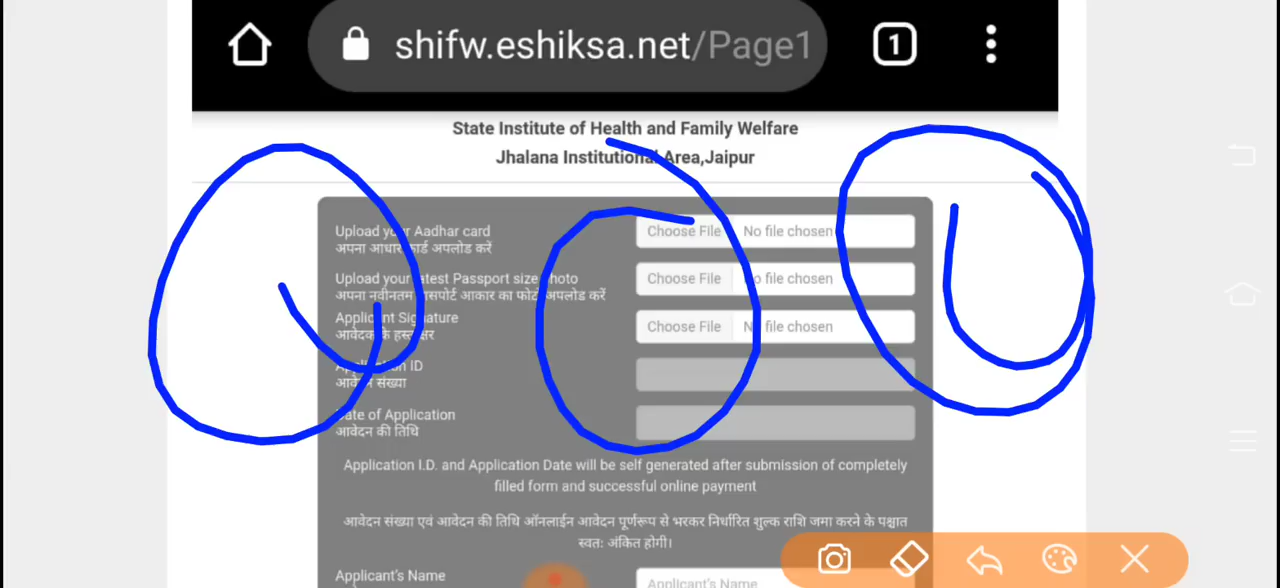 shifw.eshiksa.net/Page1
1
State Institute of Health and Family Welfare
Jhalana Institutional Area,Jaipur
Upload your Aadhar card
अपना आधार कार्ड अपलोड करें
Choose File No file chosen
Upload your latest Passport size photo
अपना नवीनतम पासपोर्ट आकार का फोटो अपलोड करें
Choose File No file chosen
Applicant Signature
आवेदक के हस्ताक्षर
Choose File No file chosen
Application ID
आवेदन संख्या
Date of Application
आवेदन की तिथि
Application I.D. and Application Date will be self generated after submission of completely
filled form and successful online payment
आवेदन संख्या एवं आवेदन की तिथि ऑनलाईन आवेदन पूर्णरूप से भरकर निर्धारित शुल्क राशि जमा करने के पश्चात
स्वतः अंकित होगी।
Applicant's Name
Applicant's Name